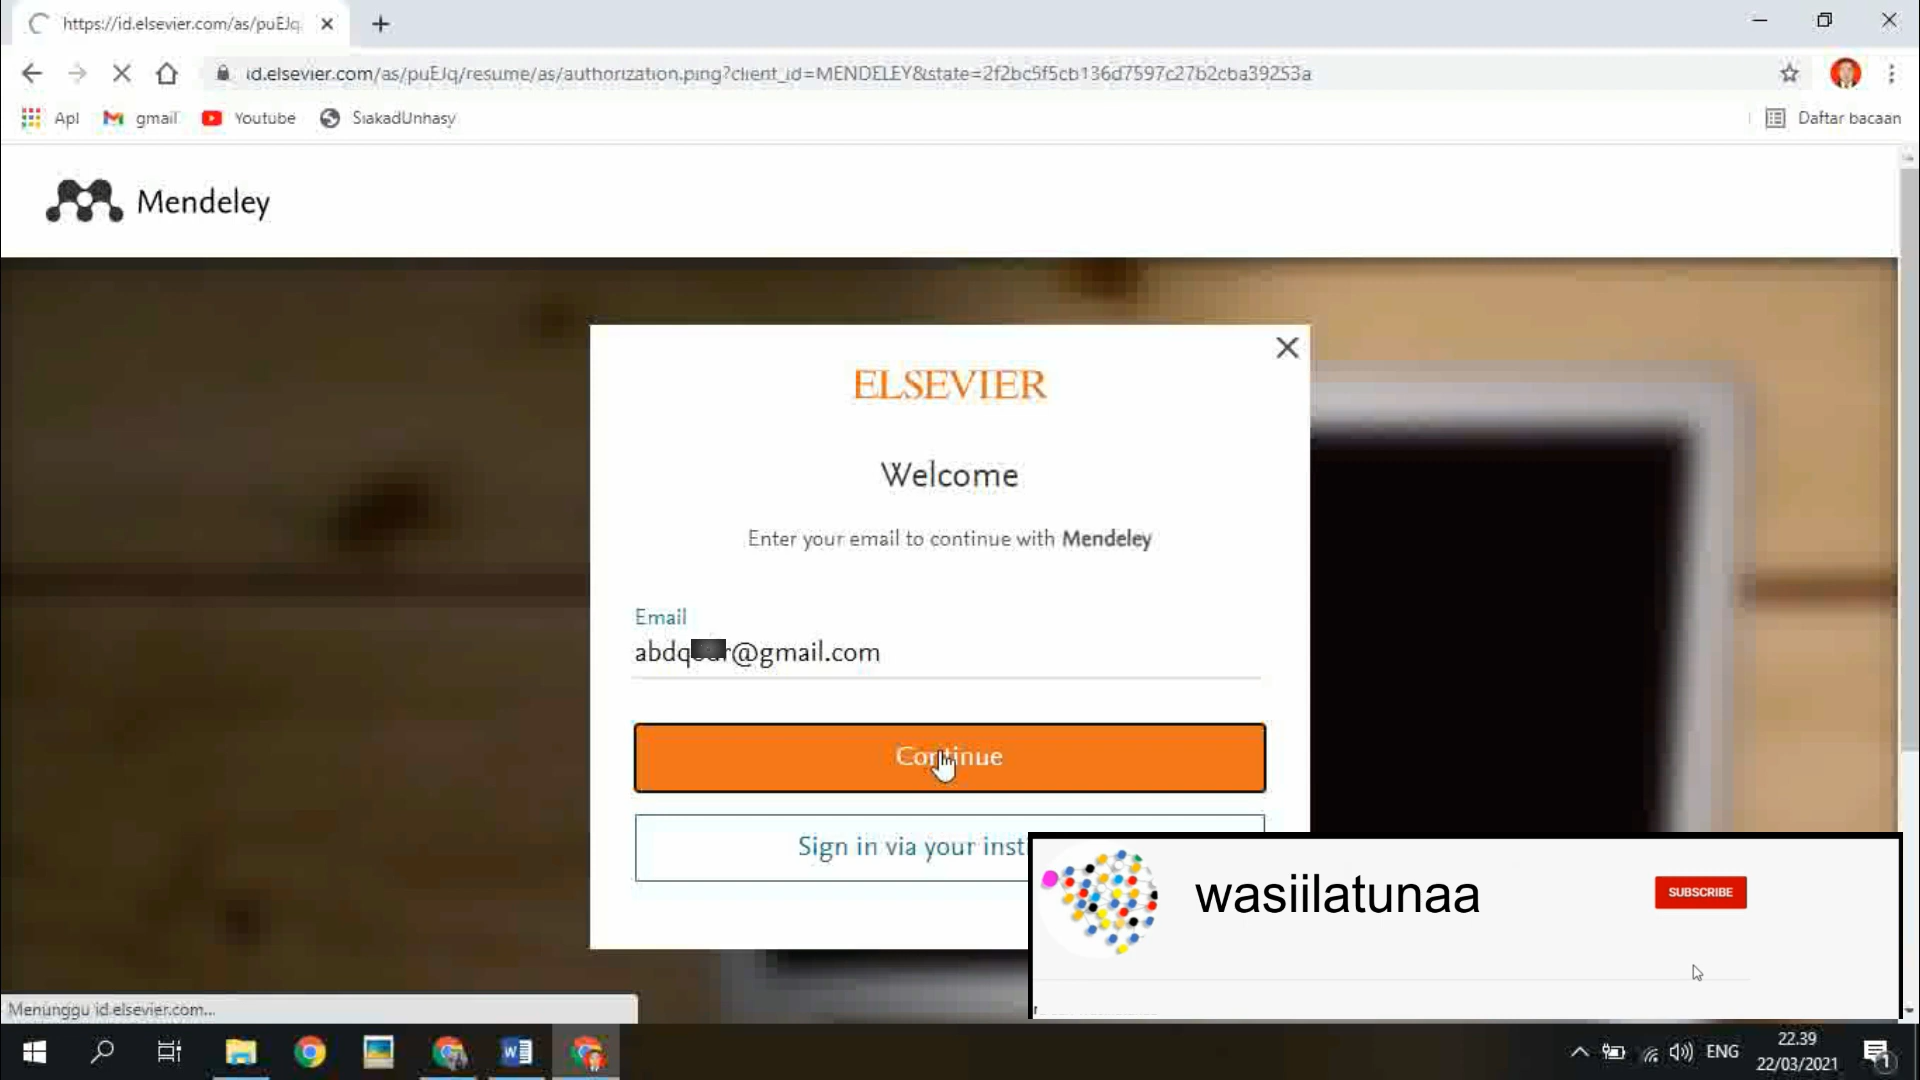 https://id.elsevier.com/as/puEJq
id.elsevier.com/as/puEJq/resume/as/authorization.ping?client_id=MENDELEY&state=2f2bc5f5cb136d7597c27b2cba39253a
Apl
gmail
Youtube
SiakadUnhasy
Daftar bacaan
Mendeley
ELSEVIER
Welcome
Enter your email to continue with Mendeley
Email
@gmail.com
Continue
Sign in via your inst
wasiilatunaa
SUBSCRIBE
Menunggu id.elsevier.com...
W
ENG
22.39
22/03/2021
1